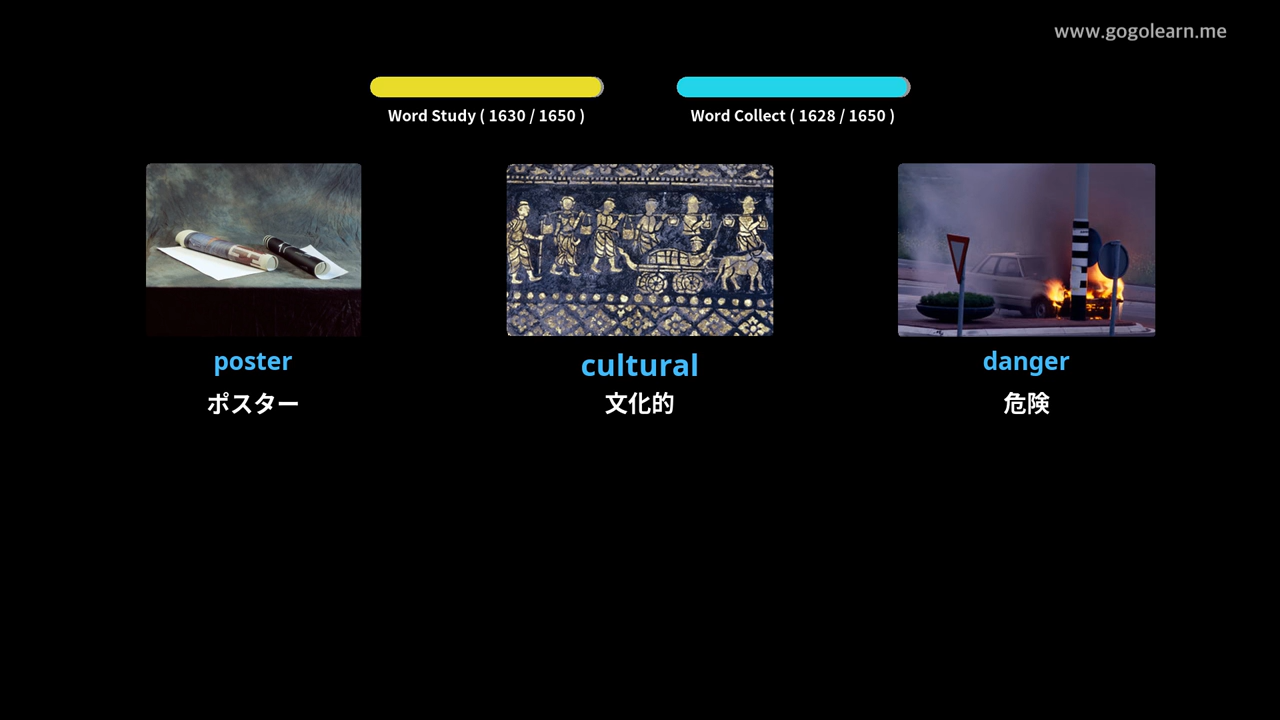 www.gogolearn.me
Word Study ( 1630 / 1650 )
Word Collect ( 1628 / 1650 )
poster
cultural
danger
ポスター
文化的
危険